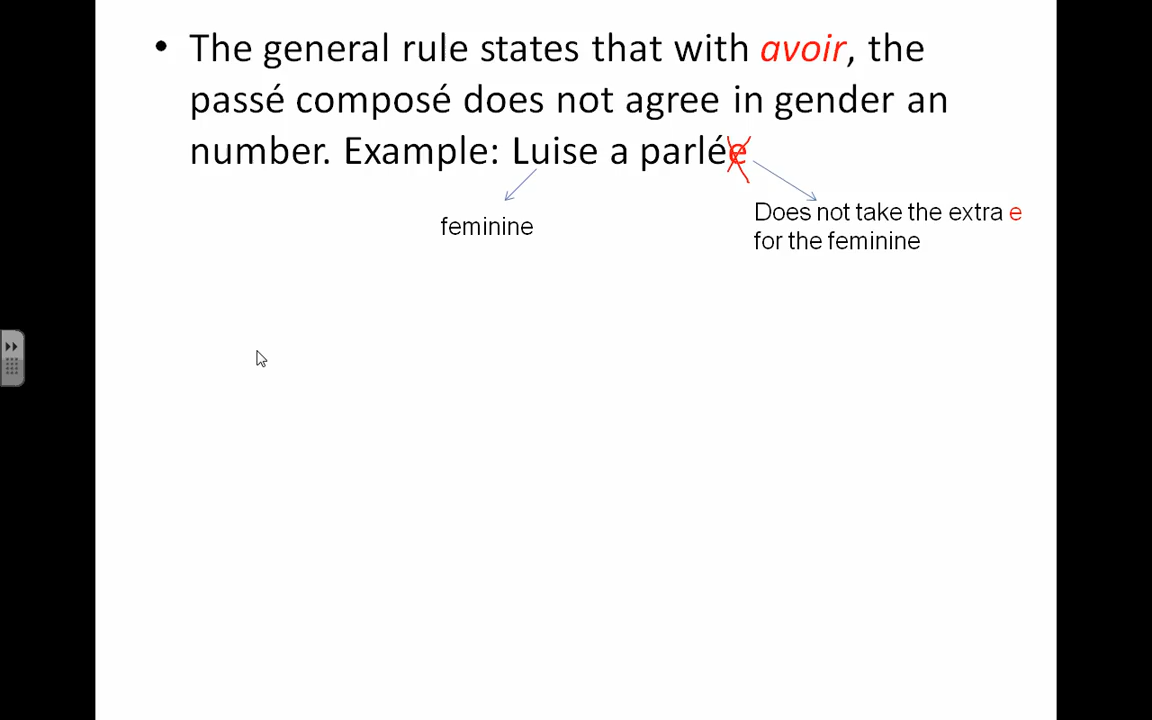 • The general rule states that with avoir, the
passé composé does not agree in gender an
number. Example: Luise a parlée
feminine
Does not take the extra e
for the feminine